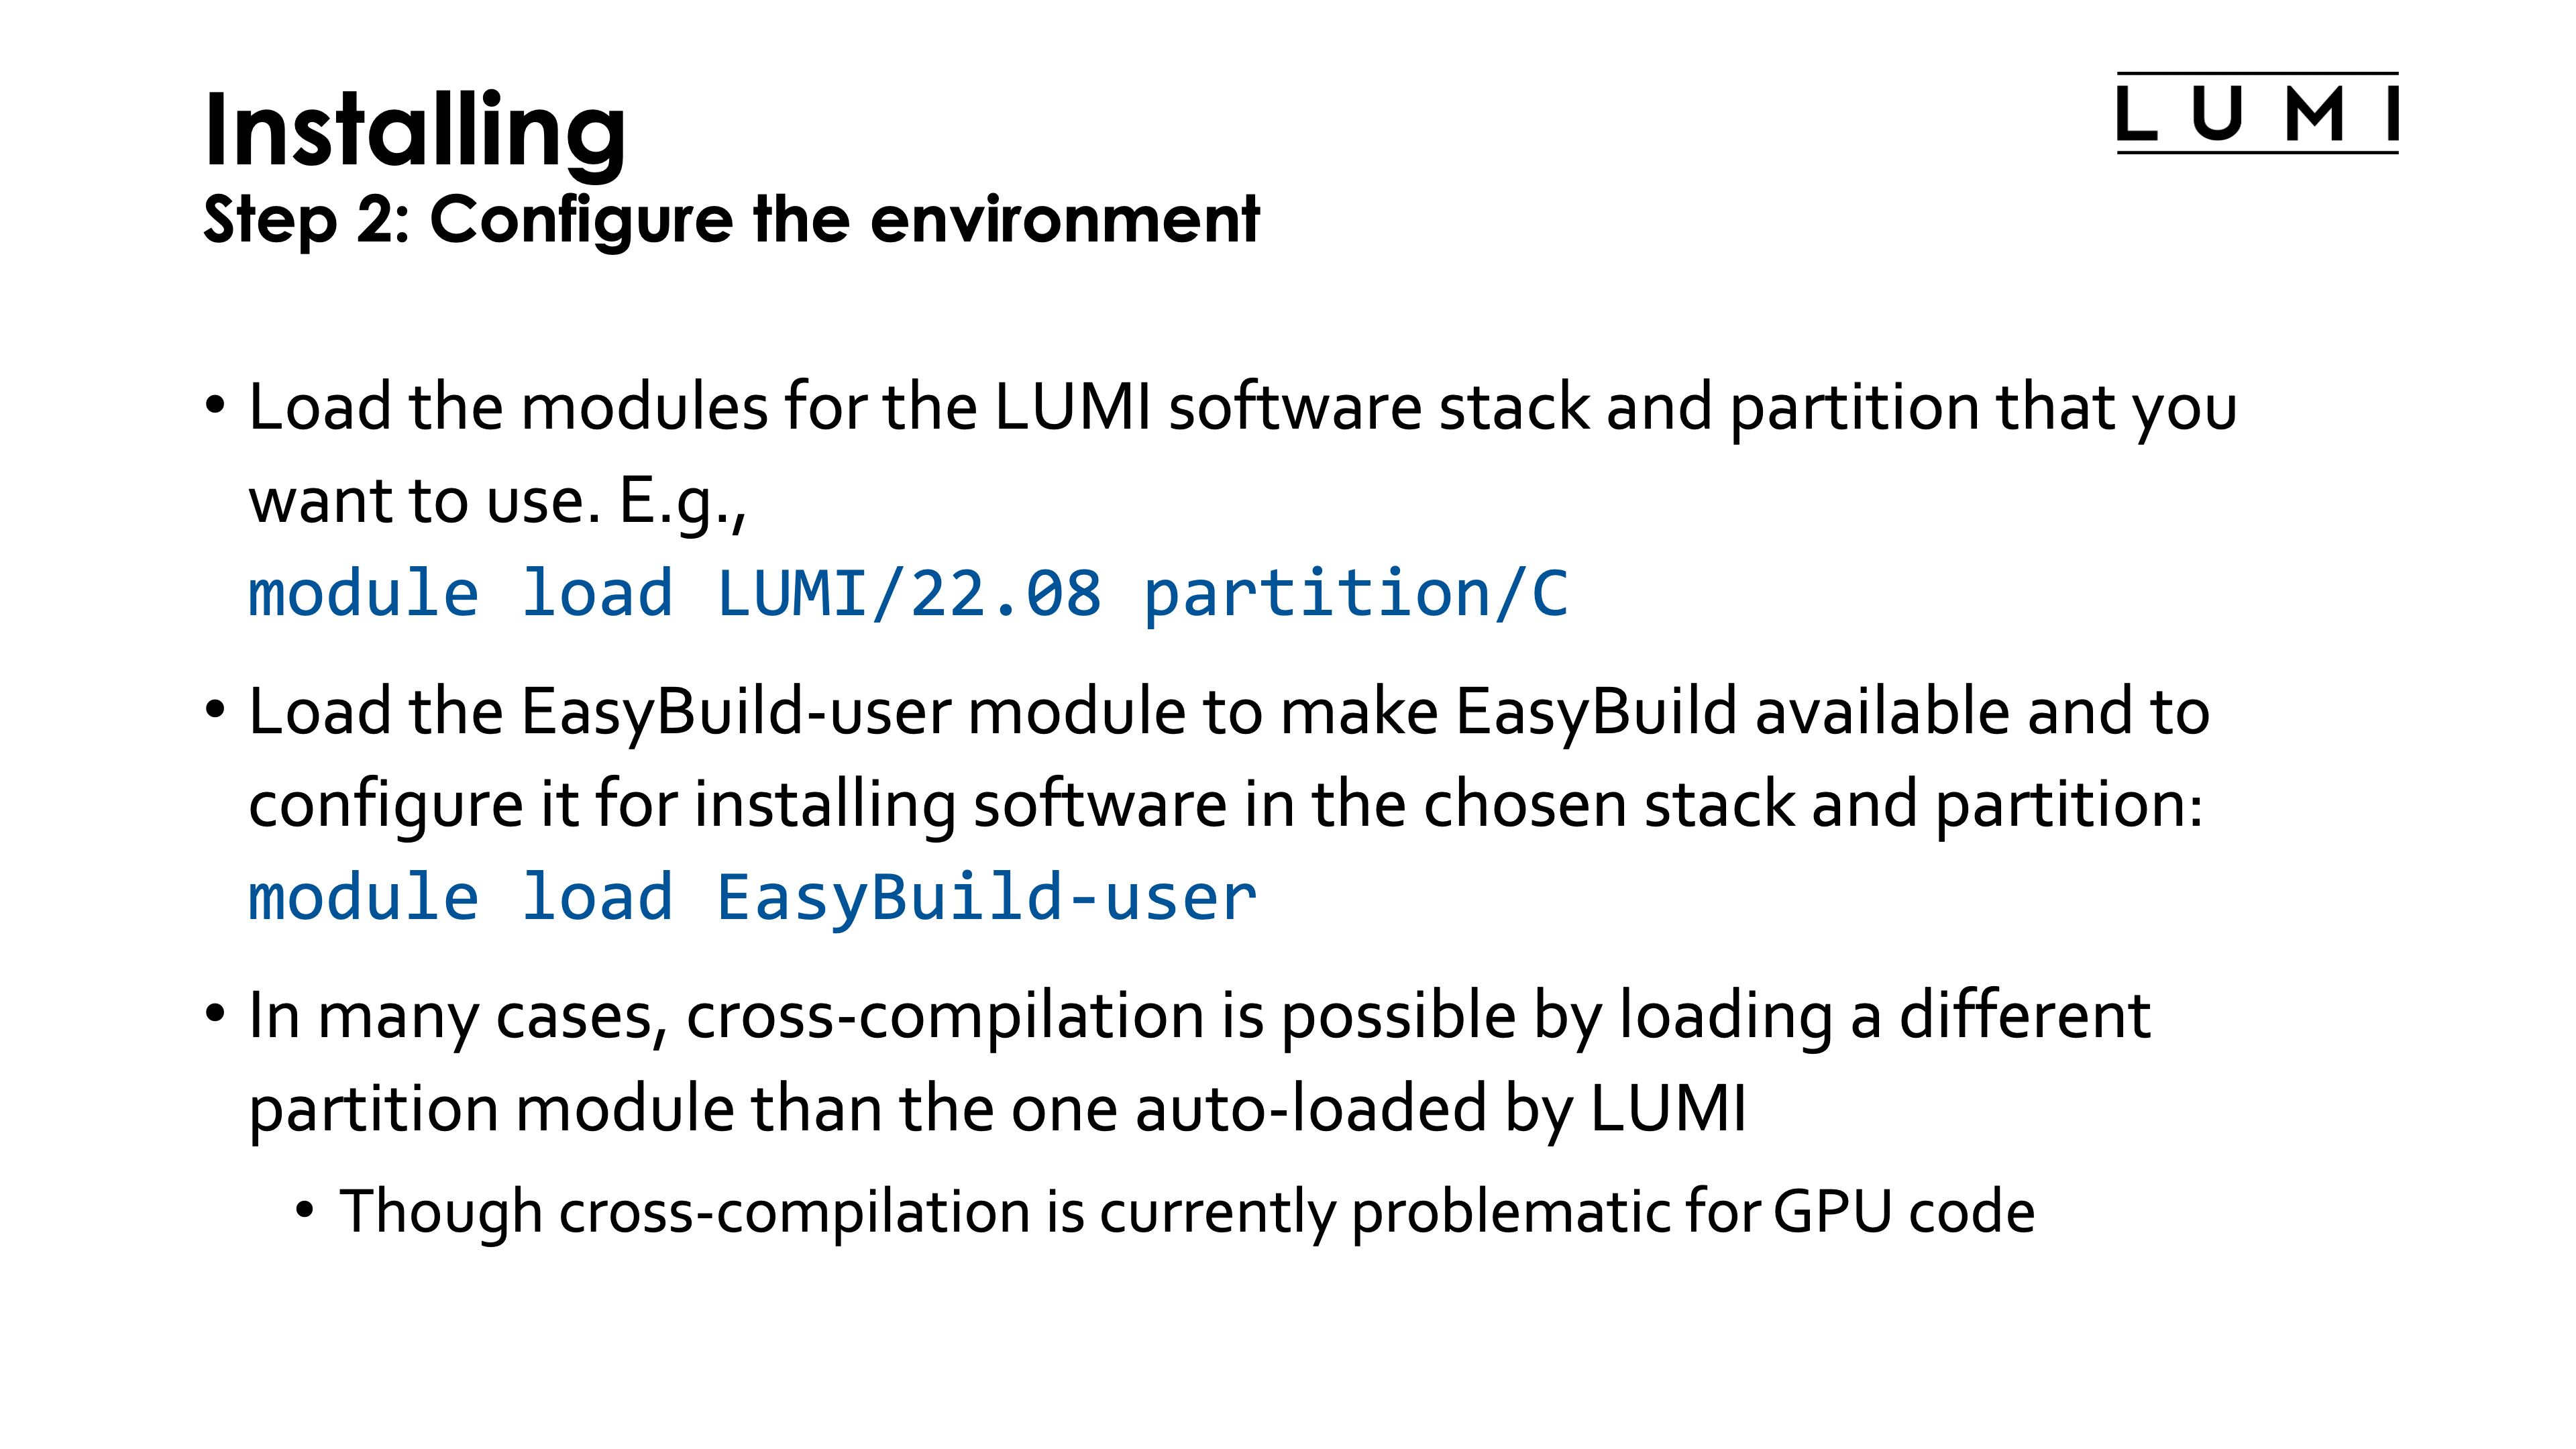 Installing
LUMI
Step 2: Configure the environment
• Load the modules for the LUMI software stack and partition that you
want to use. E.g.,
module load LUMI/22.08 partition/C
• Load the EasyBuild-user module to make EasyBuild available and to
configure it for installing software in the chosen stack and partition:
module load EasyBuild-user
• In many cases, cross-compilation is possible by loading a different
partition module than the one auto-loaded by LUMI
• Though cross-compilation is currently problematic for GPU code